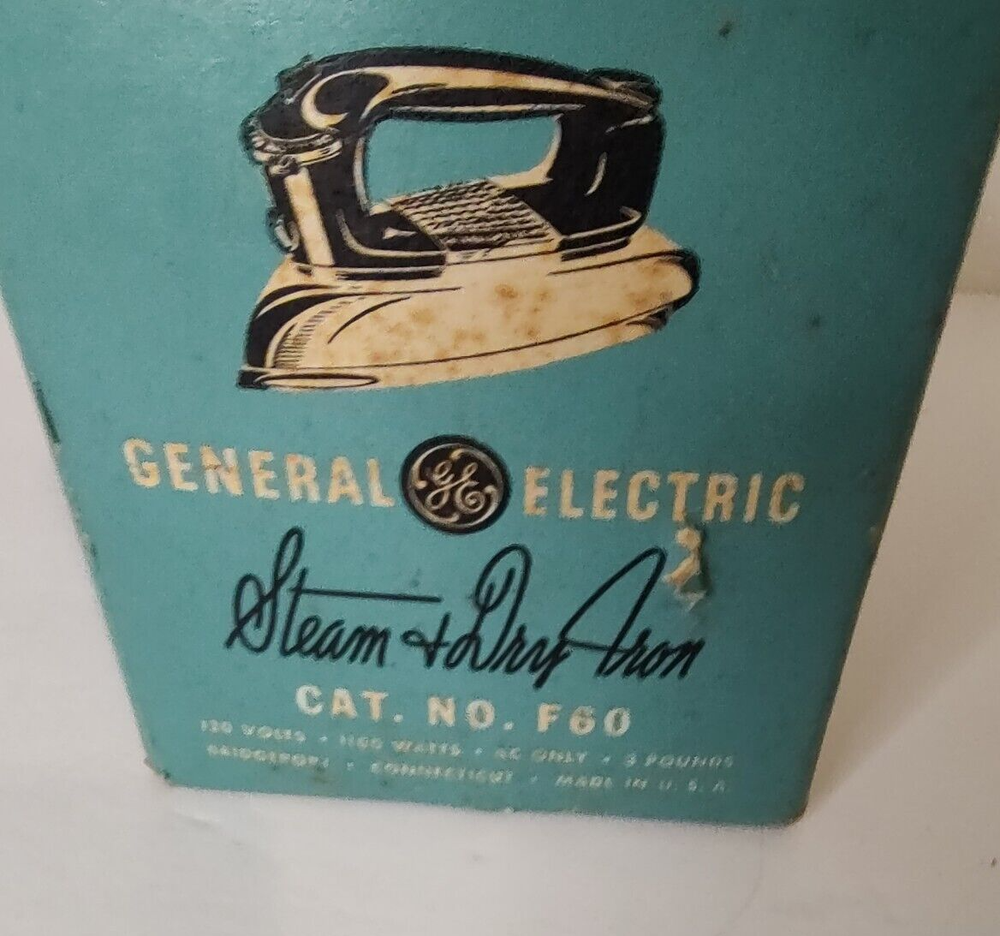 GENERAL GE ELECTRIC
Steam & Dry Iron
CAT. NO. F60
120 VOLTS • 1100 WATTS • AC ONLY • 3 POUNDS
BRIDGEPORT • CONNECTICUT • MADE IN U. S. A.